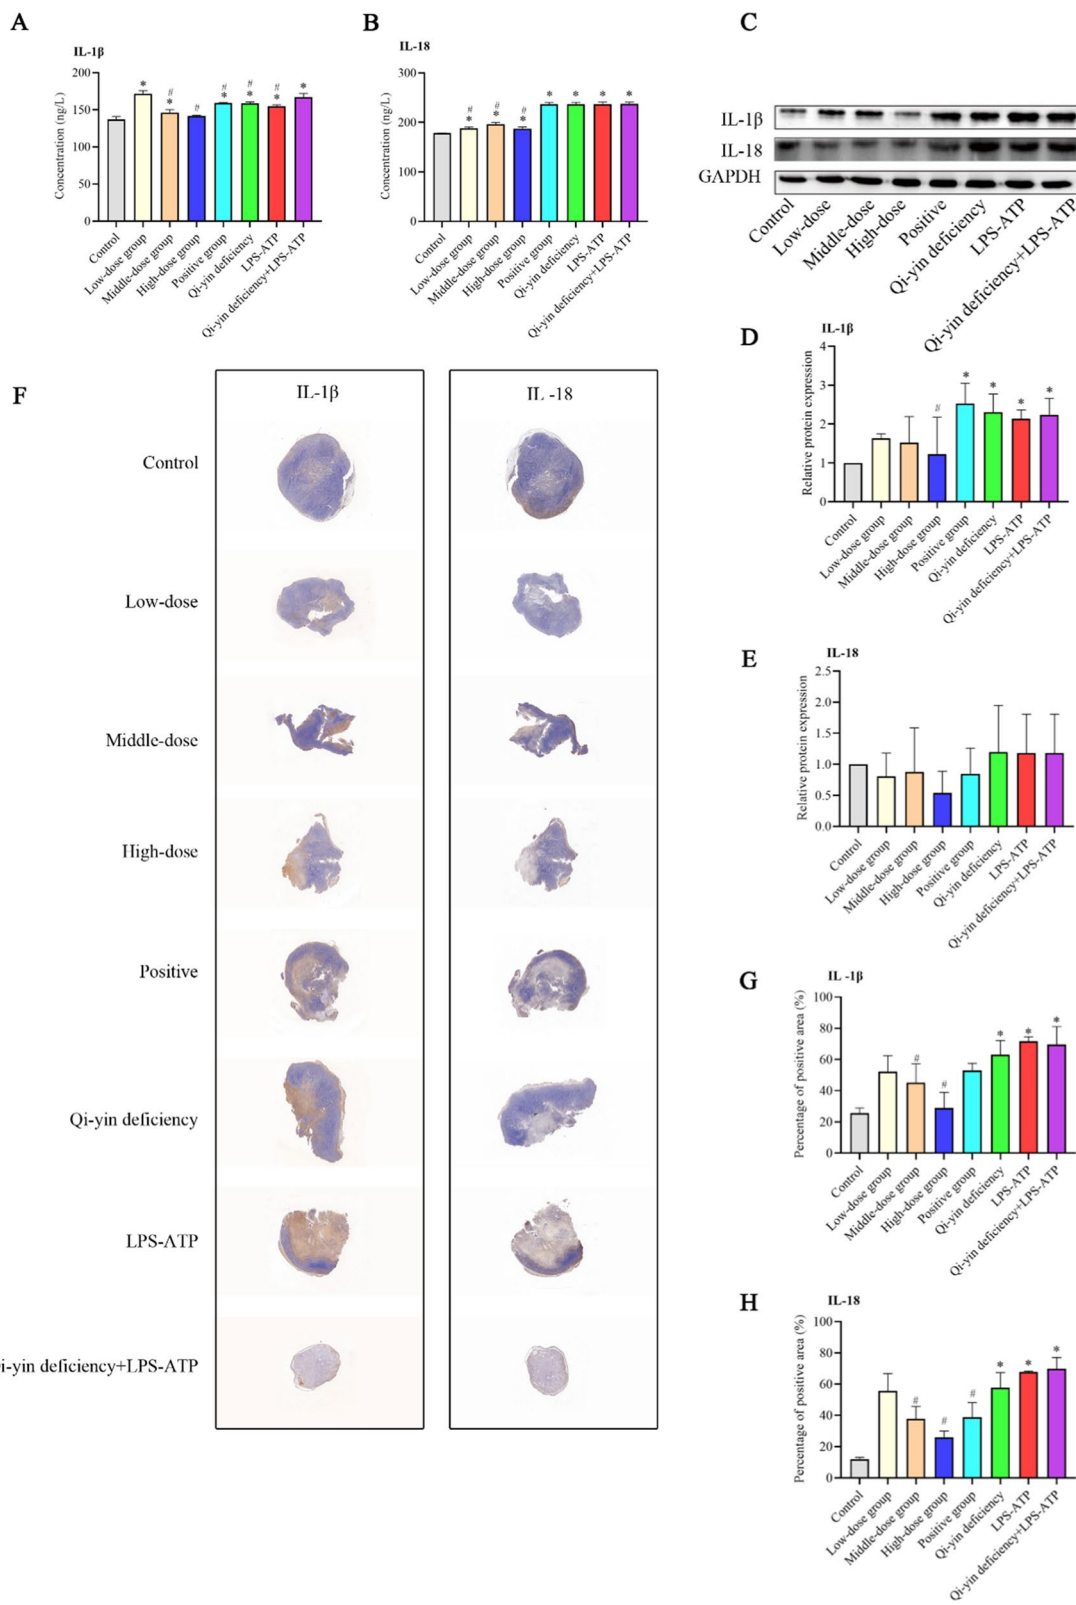 A
IL-1β
Concentration (ng/L)
200
150
100
50
0
* # * # # * # * # * *
Control
Low-dose group
Middle-dose group
High-dose group
Positive group
Qi-yin deficiency
LPS-ATP
Qi-yin deficiency+LPS-ATP
B
IL-18
Concentration (ng/L)
300
200
100
0
# * # * # * * * * *
Control
Low-dose group
Middle-dose group
High-dose group
Positive group
Qi-yin deficiency
LPS-ATP
Qi-yin deficiency+LPS-ATP
C
IL-1β
IL-18
GAPDH
Control
Low-dose
Middle-dose
High-dose
Positive
Qi-yin deficiency
LPS-ATP
Qi-yin deficiency+LPS-ATP
D
IL-1β
Relative protein expression
4
3
2
1
0
# * * * *
Control
Low-dose group
Middle-dose group
High-dose group
Positive group
Qi-yin deficiency
LPS-ATP
Qi-yin deficiency+LPS-ATP
E
IL-18
Relative protein expression
2.5
2.0
1.5
1.0
0.5
0.0
Control
Low-dose group
Middle-dose group
High-dose group
Positive group
Qi-yin deficiency
LPS-ATP
Qi-yin deficiency+LPS-ATP
F
IL-1β
IL -18
Control
Low-dose
Middle-dose
High-dose
Positive
Qi-yin deficiency
LPS-ATP
i-yin deficiency+LPS-ATP
G
IL -1β
Percentage of positive area (%)
100
80
60
40
20
0
# # * * *
Control
Low-dose group
Middle-dose group
High-dose group
Positive group
Qi-yin deficiency
LPS-ATP
Qi-yin deficiency+LPS-ATP
H
IL-18
Percentage of positive area (%)
100
80
60
40
20
0
# # # * * *
Control
Low-dose group
Middle-dose group
High-dose group
Positive group
Qi-yin deficiency
LPS-ATP
Qi-yin deficiency+LPS-ATP